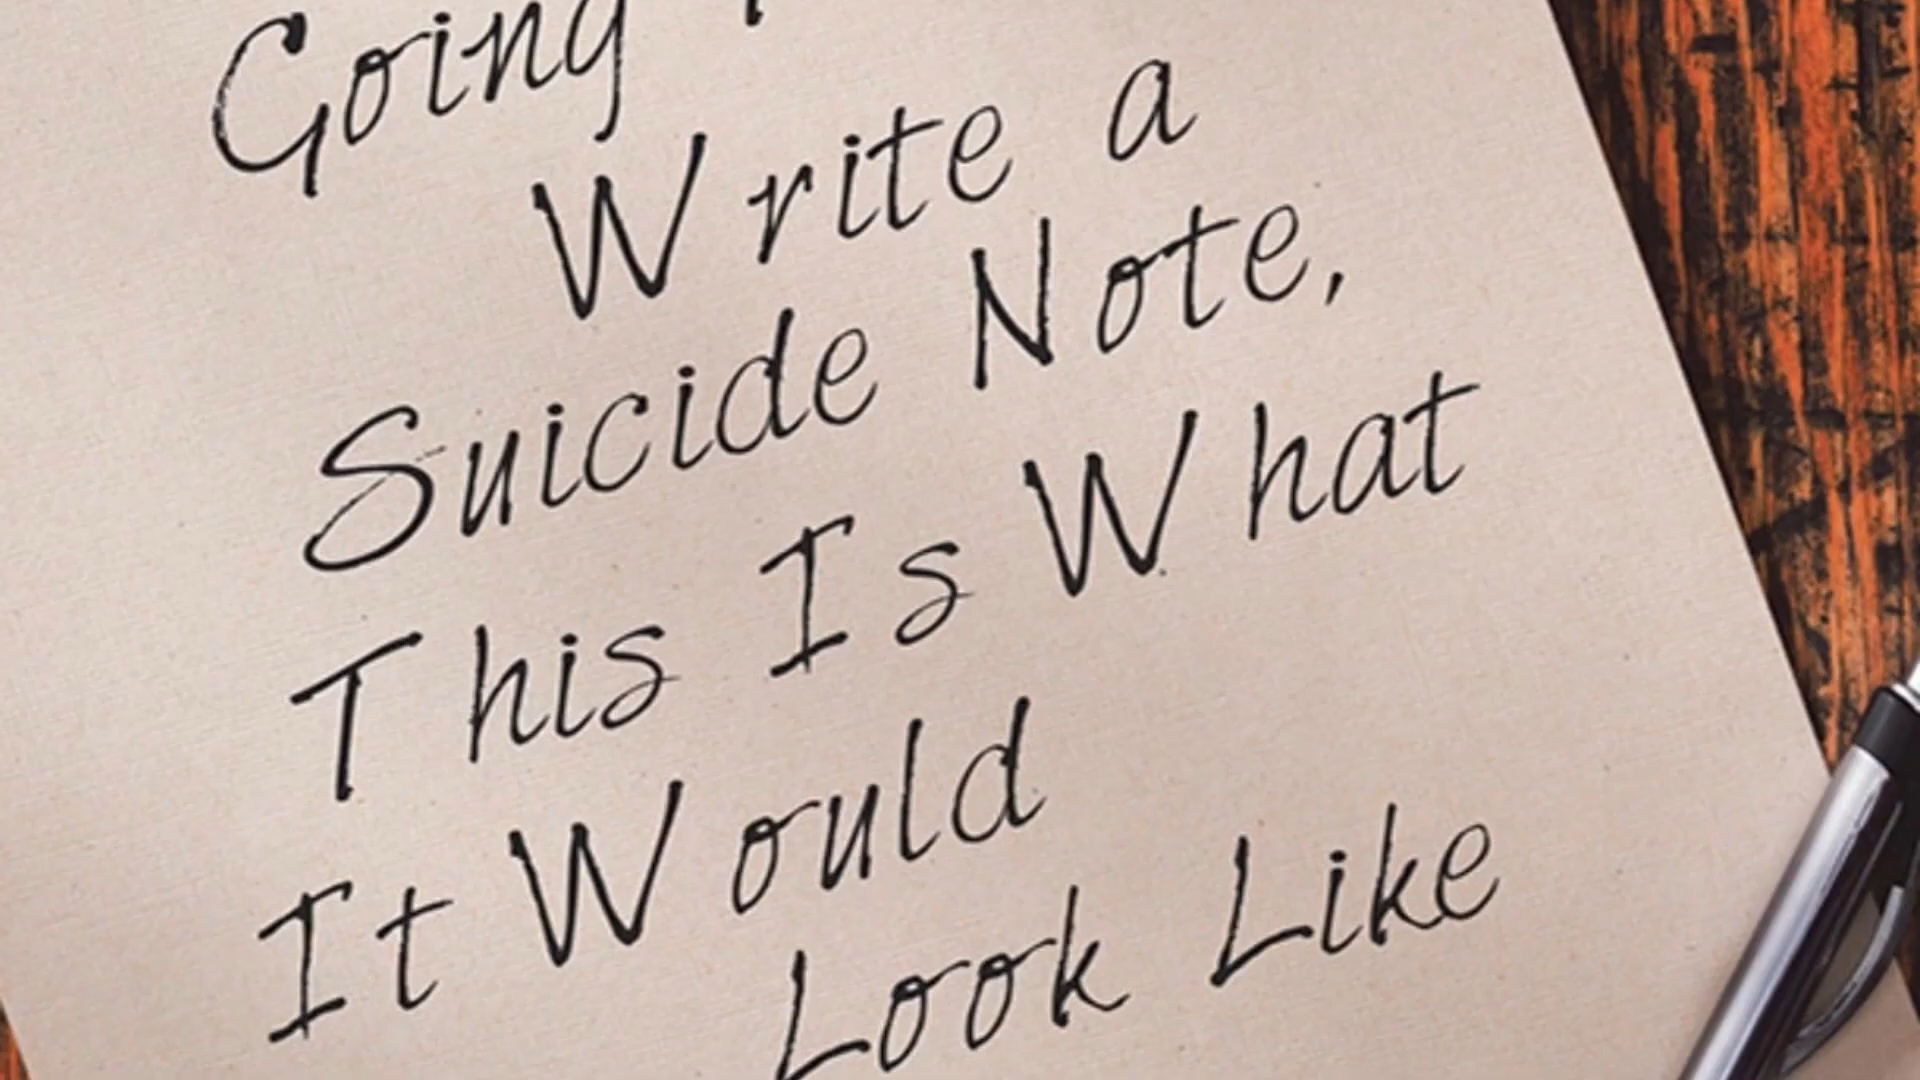 Going
Write a
Suicide Note,
This Is What
It Would
Look Like